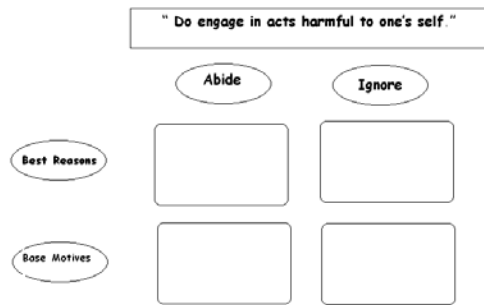 “ Do engage in acts harmful to one's self.”
Abide
Ignore
Best Reasons
Base Motives